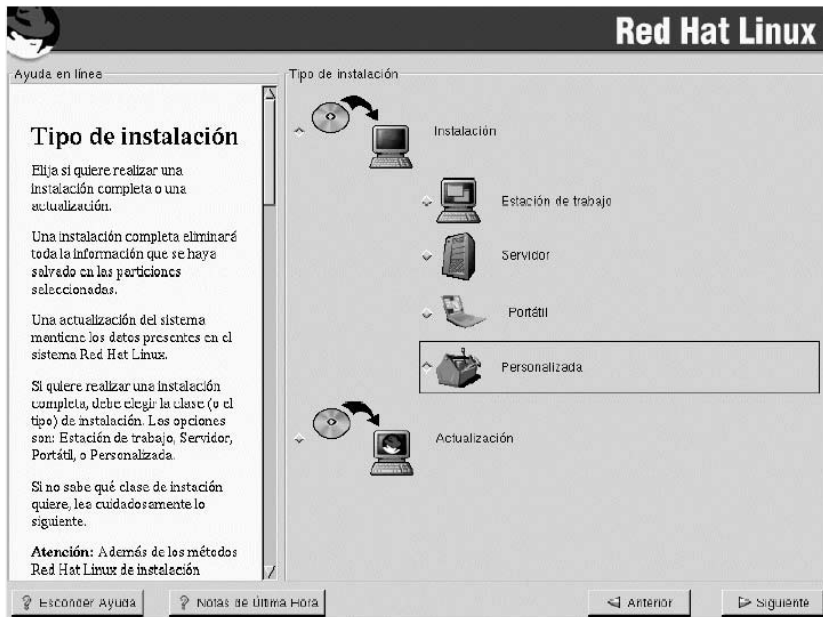 Red Hat Linux
Ayuda en línea
Tipo de instalación
Elija si quiere realizar una
instalación completa o una
actualización.
Una instalación completa eliminará
toda la información que se haya
salvado en las particiones
seleccionadas.
Una actualización del sistema
mantiene los datos presentes en el
sistema Red Hat Linux.
Si quiere realizar una instalación
completa, debe elegir la clase (o el
tipo) de instalación. Las opciones
son: Estación de trabajo, Servidor,
Portátil, o Personalizada.
Si no sabe qué clase de instación
quiere, lea cuidadosamente lo
siguiente.
Atención: Además de los métodos
Red Hat Linux de instalación
Tipo de instalación
Instalación
Estación de trabajo
Servidor
Portátil
Personalizada
Actualización
Esconder Ayuda
Notas de Última Hora
Anterior
Siguiente